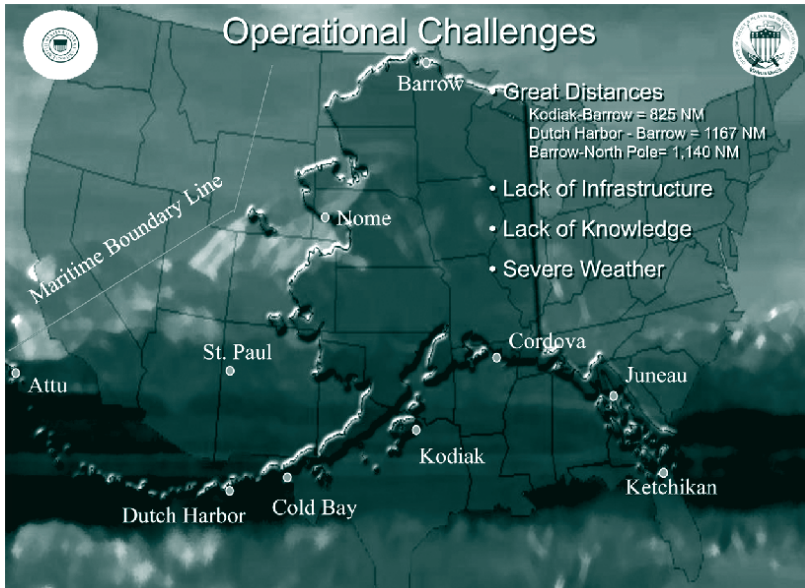 Operational Challenges
Barrow
• Great Distances
Kodiak-Barrow = 825 NM
Dutch Harbor - Barrow = 1167 NM
Barrow-North Pole= 1,140 NM
• Lack of Infrastructure
• Lack of Knowledge
• Severe Weather
Maritime Boundary Line
Nome
St. Paul
Cordova
Attu
Juneau
Kodiak
Ketchikan
Cold Bay
Dutch Harbor